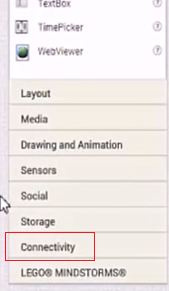 TextBox
TimePicker
WebViewer
Layout
Media
Drawing and Animation
Sensors
Social
Storage
Connectivity
LEGO® MINDSTORMS®